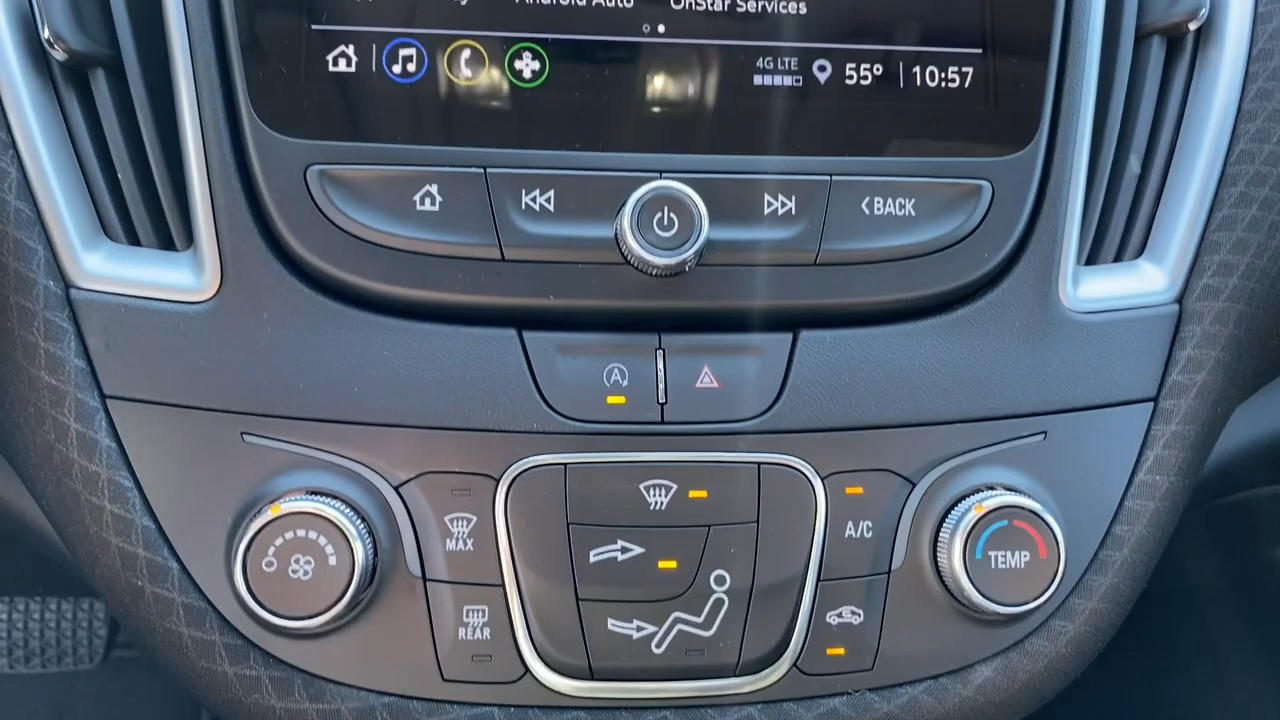 Android Auto
OnStar Services
4G LTE
55°
10:57
BACK
A
MAX
A/C
TEMP
REAR